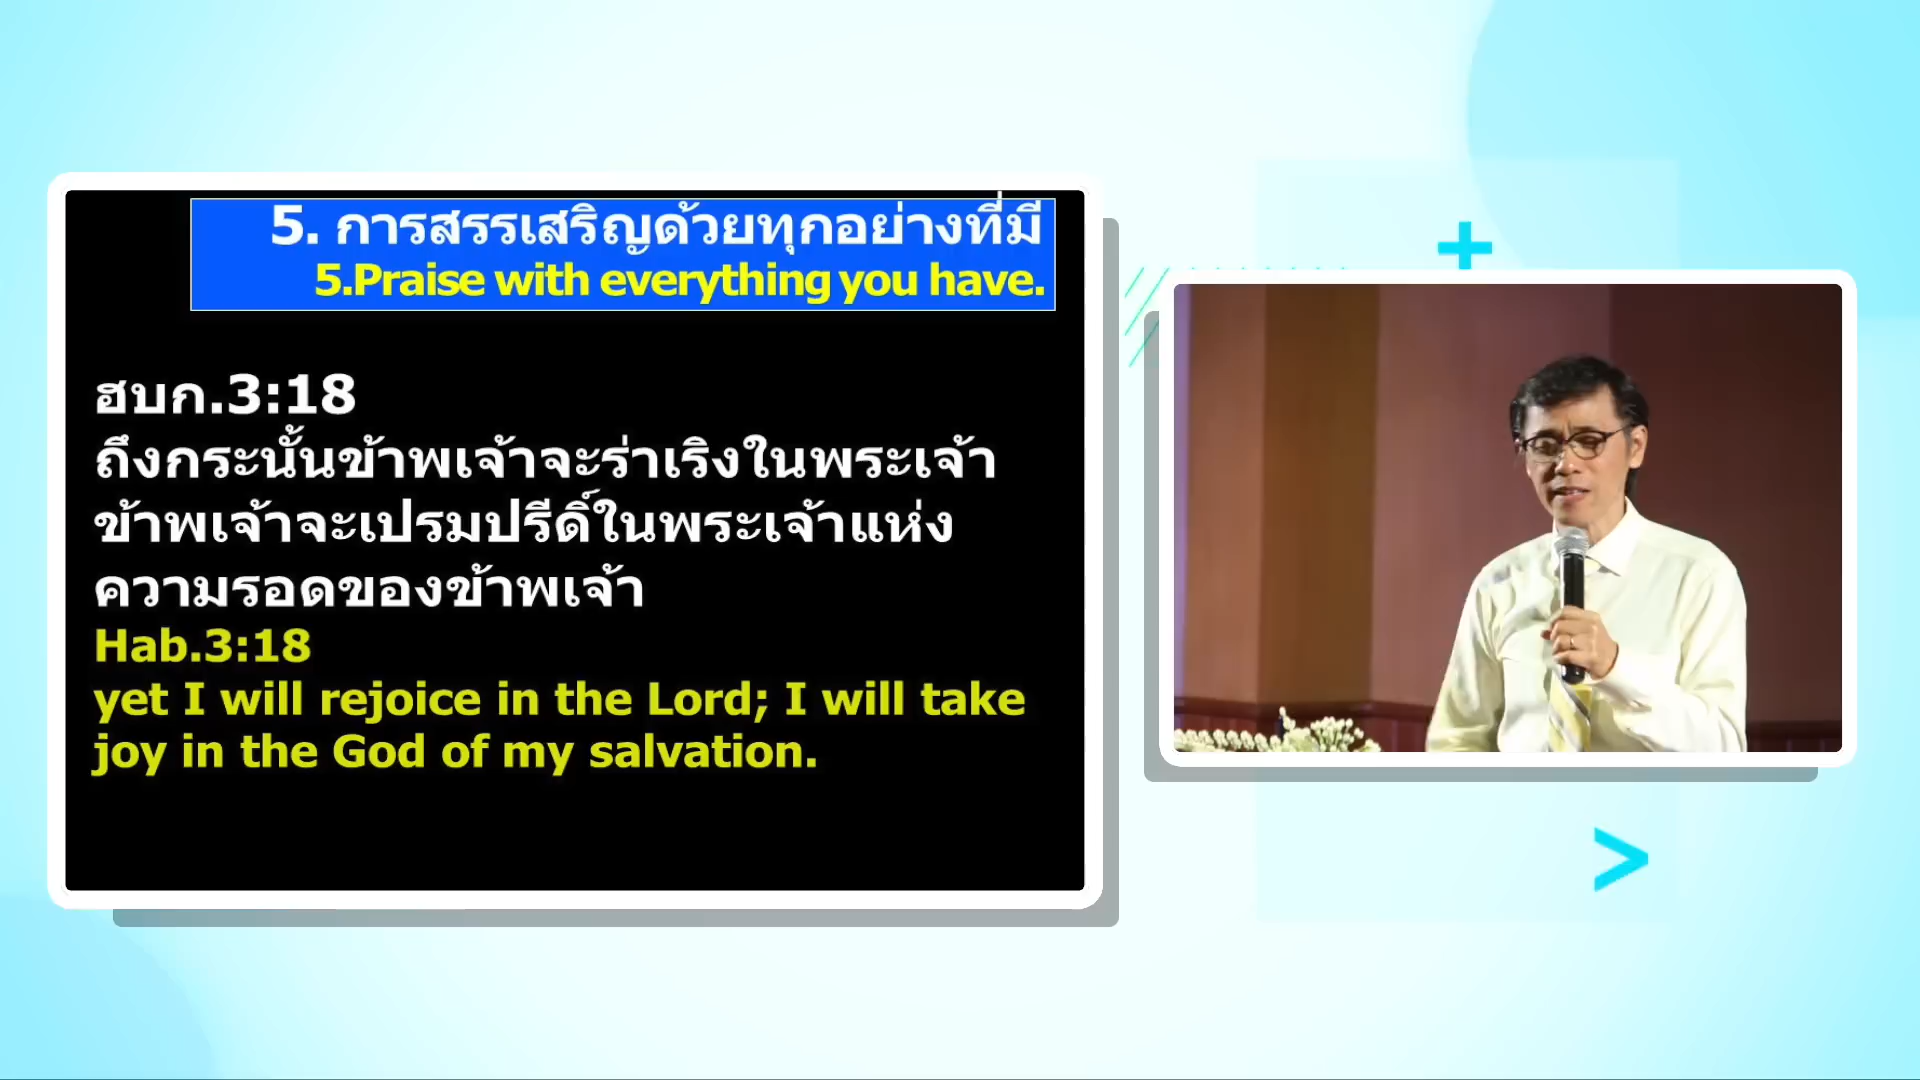 5. การสรรเสริญด้วยทุกอย่างที่มี
5.Praise with everything you have.
ฮบก.3:18
ถึงกระนั้นข้าพเจ้าจะร่าเริงในพระเจ้า
ข้าพเจ้าจะเปรมปรีดิ์ในพระเจ้าแห่ง
ความรอดของข้าพเจ้า
Hab.3:18
yet I will rejoice in the Lord; I will take
joy in the God of my salvation.